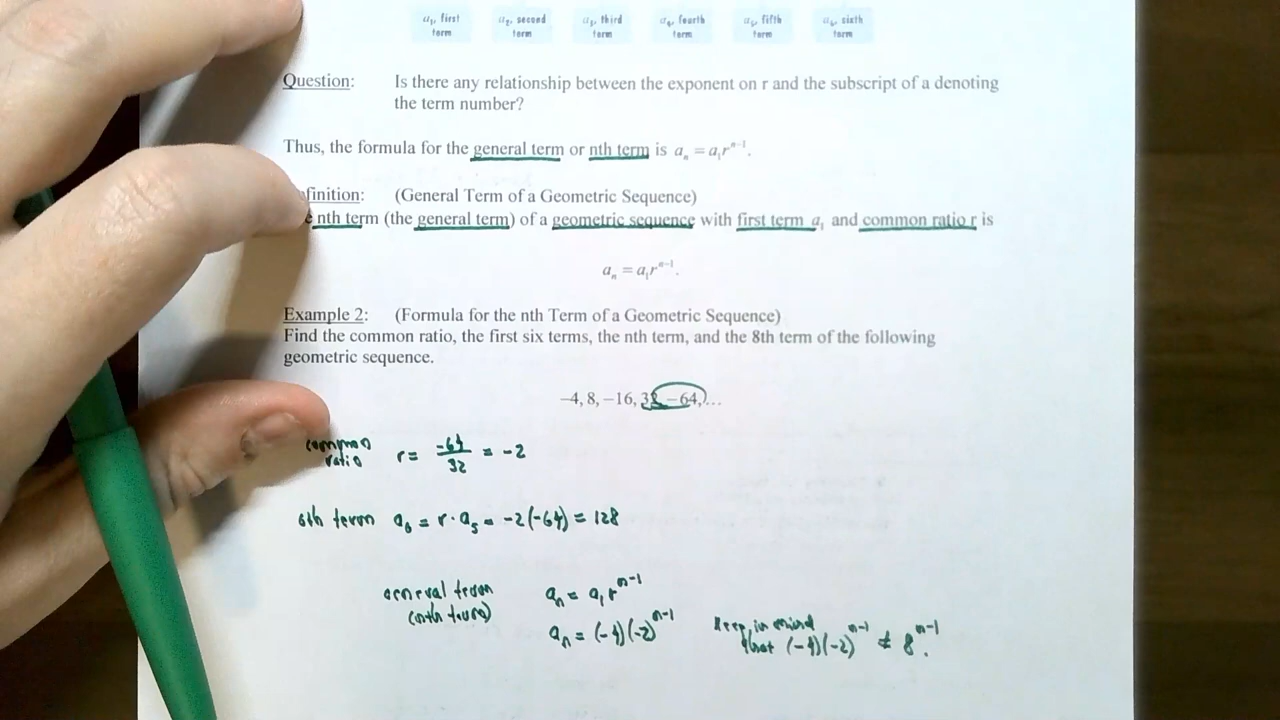 a₁, first term
a₂, second term
a₃, third term
a₄, fourth term
a₅, fifth term
a₆, sixth term
Question: Is there any relationship between the exponent on r and the subscript of a denoting
the term number?
Thus, the formula for the general term or nth term is aₙ = a₁rⁿ⁻¹.
finition: (General Term of a Geometric Sequence)
e nth term (the general term) of a geometric sequence with first term a₁ and common ratio r is
aₙ = a₁rⁿ⁻¹.
Example 2: (Formula for the nth Term of a Geometric Sequence)
Find the common ratio, the first six terms, the nth term, and the 8th term of the following
geometric sequence.
−4, 8, −16, 32, −64, ...
common ratio r = -64/32 = -2
6th term a₆ = r · a₅ = -2(-64) = 128
general term aₙ = a₁rⁿ⁻¹
(nth term) aₙ = (-4)(-2)ⁿ⁻¹
Keep in mind
that (-4)(-2)ⁿ⁻¹ ≠ 8ⁿ⁻¹.